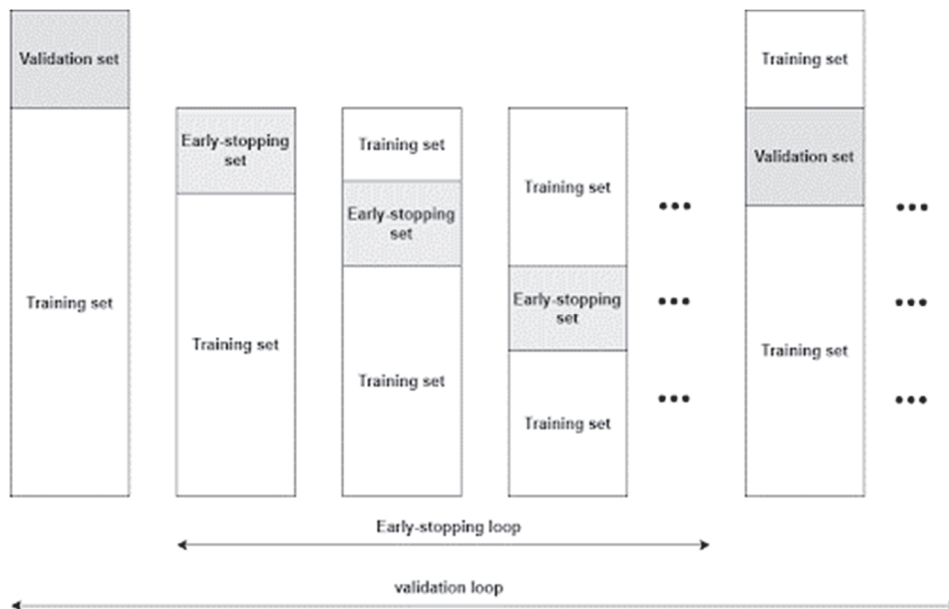 Validation set
Training set
Early-stopping
set
Training set
Training set
Early-stopping
set
Training set
Training set
Early-stopping
set
Training set
Training set
Validation set
Training set
Early-stopping loop
validation loop